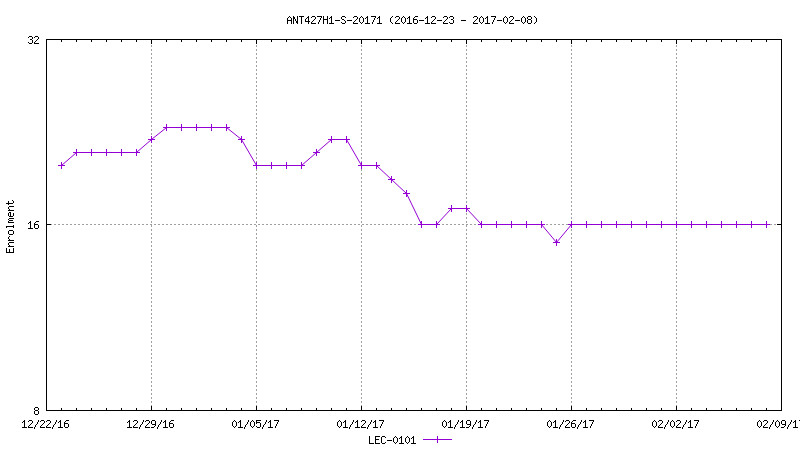 ANT427H1-S-20171 (2016-12-23 - 2017-02-08)
32
Enrolment
16
8
12/22/16 12/29/16 01/05/17 01/12/17 01/19/17 01/26/17 02/02/17 02/09/1
LEC-0101